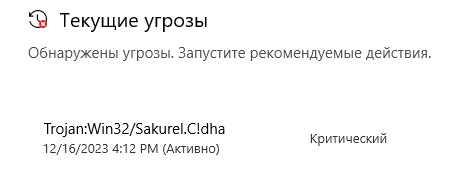 Текущие угрозы
Обнаружены угрозы. Запустите рекомендуемые действия.
Trojan:Win32/Sakurel.C!dha
Критический
12/16/2023 4:12 PM (Активно)